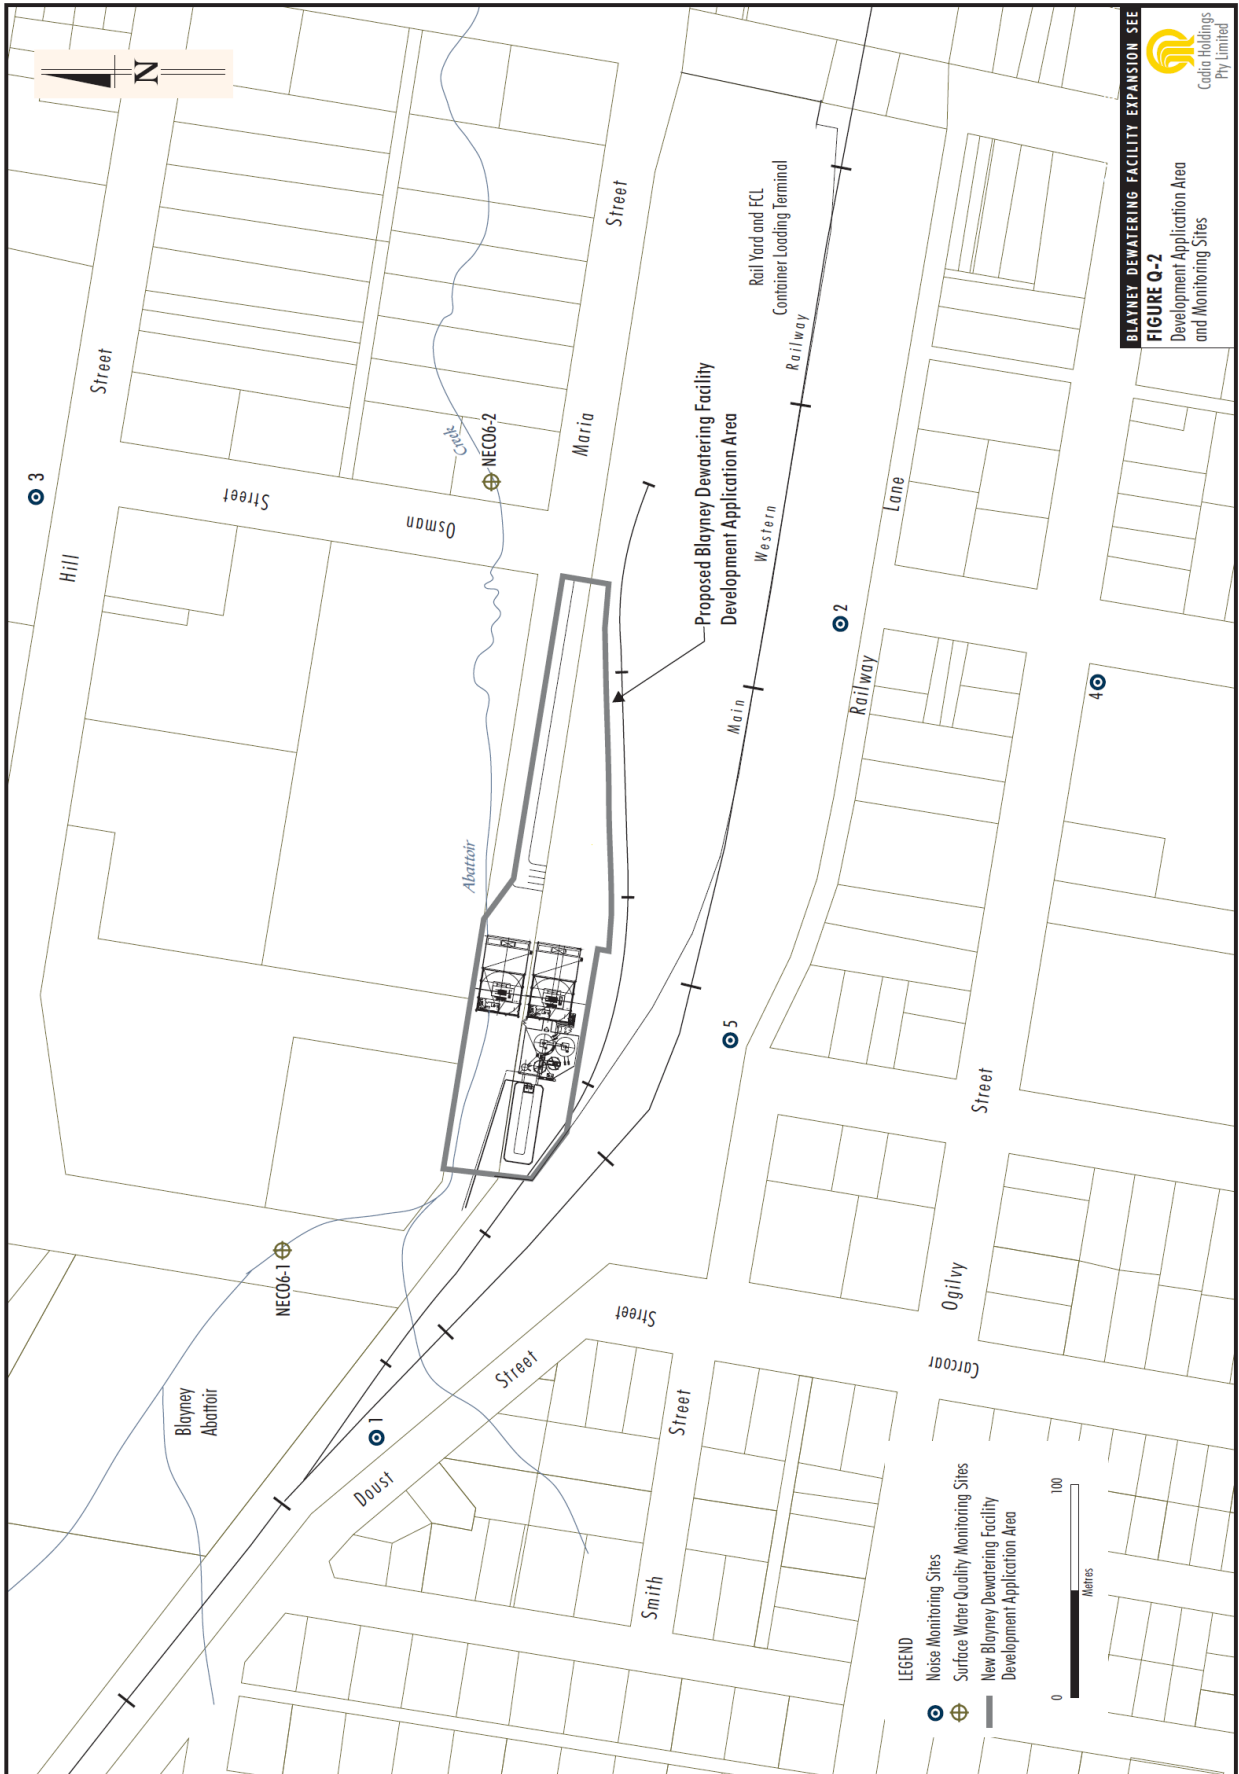 N
3
Hill
Street
Street
Osman
Creek
NECO6-2
Maria
Street
Abattoir
Proposed Blayney Dewatering Facility
Development Application Area
Rail Yard and FCL
Container Loading Terminal
Main
Western
Railway
NECO6-1
Blayney
Abattoir
1
Doust
Street
Street
Carcoar
Smith
Street
5
2
Railway
Lane
4
Ogilvy
Street
LEGEND
Noise Monitoring Sites
Surface Water Quality Monitoring Sites
New Blayney Dewatering Facility
Development Application Area
0
100
Metres
BLAYNEY DEWATERING FACILITY EXPANSION SEE
FIGURE Q-2
Development Application Area
and Monitoring Sites
Cadia Holdings
Pty Limited